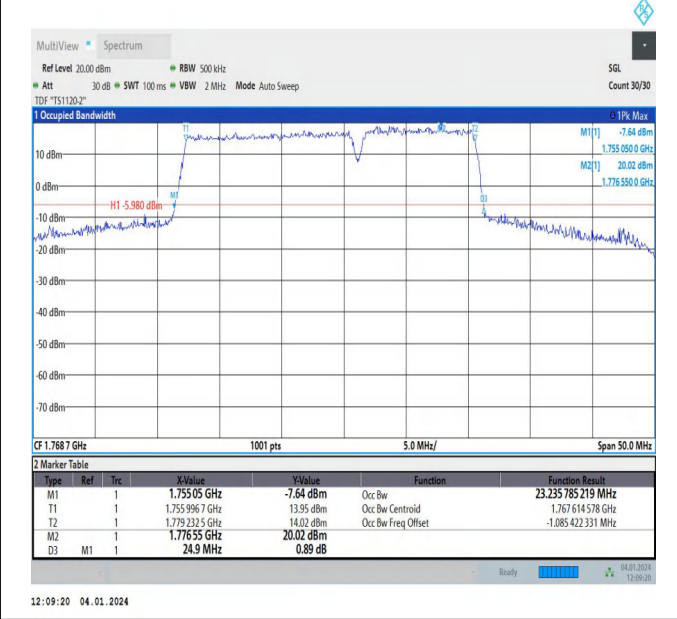 R&S
MultiView Spectrum
Ref Level 20.00 dBm RBW 500 kHz SGL
Att 30 dB SWT 100 ms VBW 2 MHz Mode Auto Sweep Count 30/30
TDF "TS1120-2"
1 Occupied Bandwidth 1Pk Max
M1[1] -7.64 dBm
1.755 050 0 GHz
M2[1] 20.02 dBm
1.776 550 0 GHz
T1 M2 T2
10 dBm
0 dBm
M1 D3
H1 -5.980 dBm
-10 dBm
-20 dBm
-30 dBm
-40 dBm
-50 dBm
-60 dBm
-70 dBm
CF 1.768 7 GHz 1001 pts 5.0 MHz/ Span 50.0 MHz
2 Marker Table
Type Ref Trc X-Value Y-Value Function Function Result
M1 1 1.755 05 GHz -7.64 dBm Occ Bw 23.235 785 219 MHz
T1 1 1.755 996 7 GHz 13.95 dBm Occ Bw Centroid 1.767 614 578 GHz
T2 1 1.779 232 5 GHz 14.02 dBm Occ Bw Freq Offset -1.085 422 331 MHz
M2 1 1.776 55 GHz 20.02 dBm
D3 M1 1 24.9 MHz 0.89 dB
Ready 04.01.2024
12:09:20
12:09:20 04.01.2024